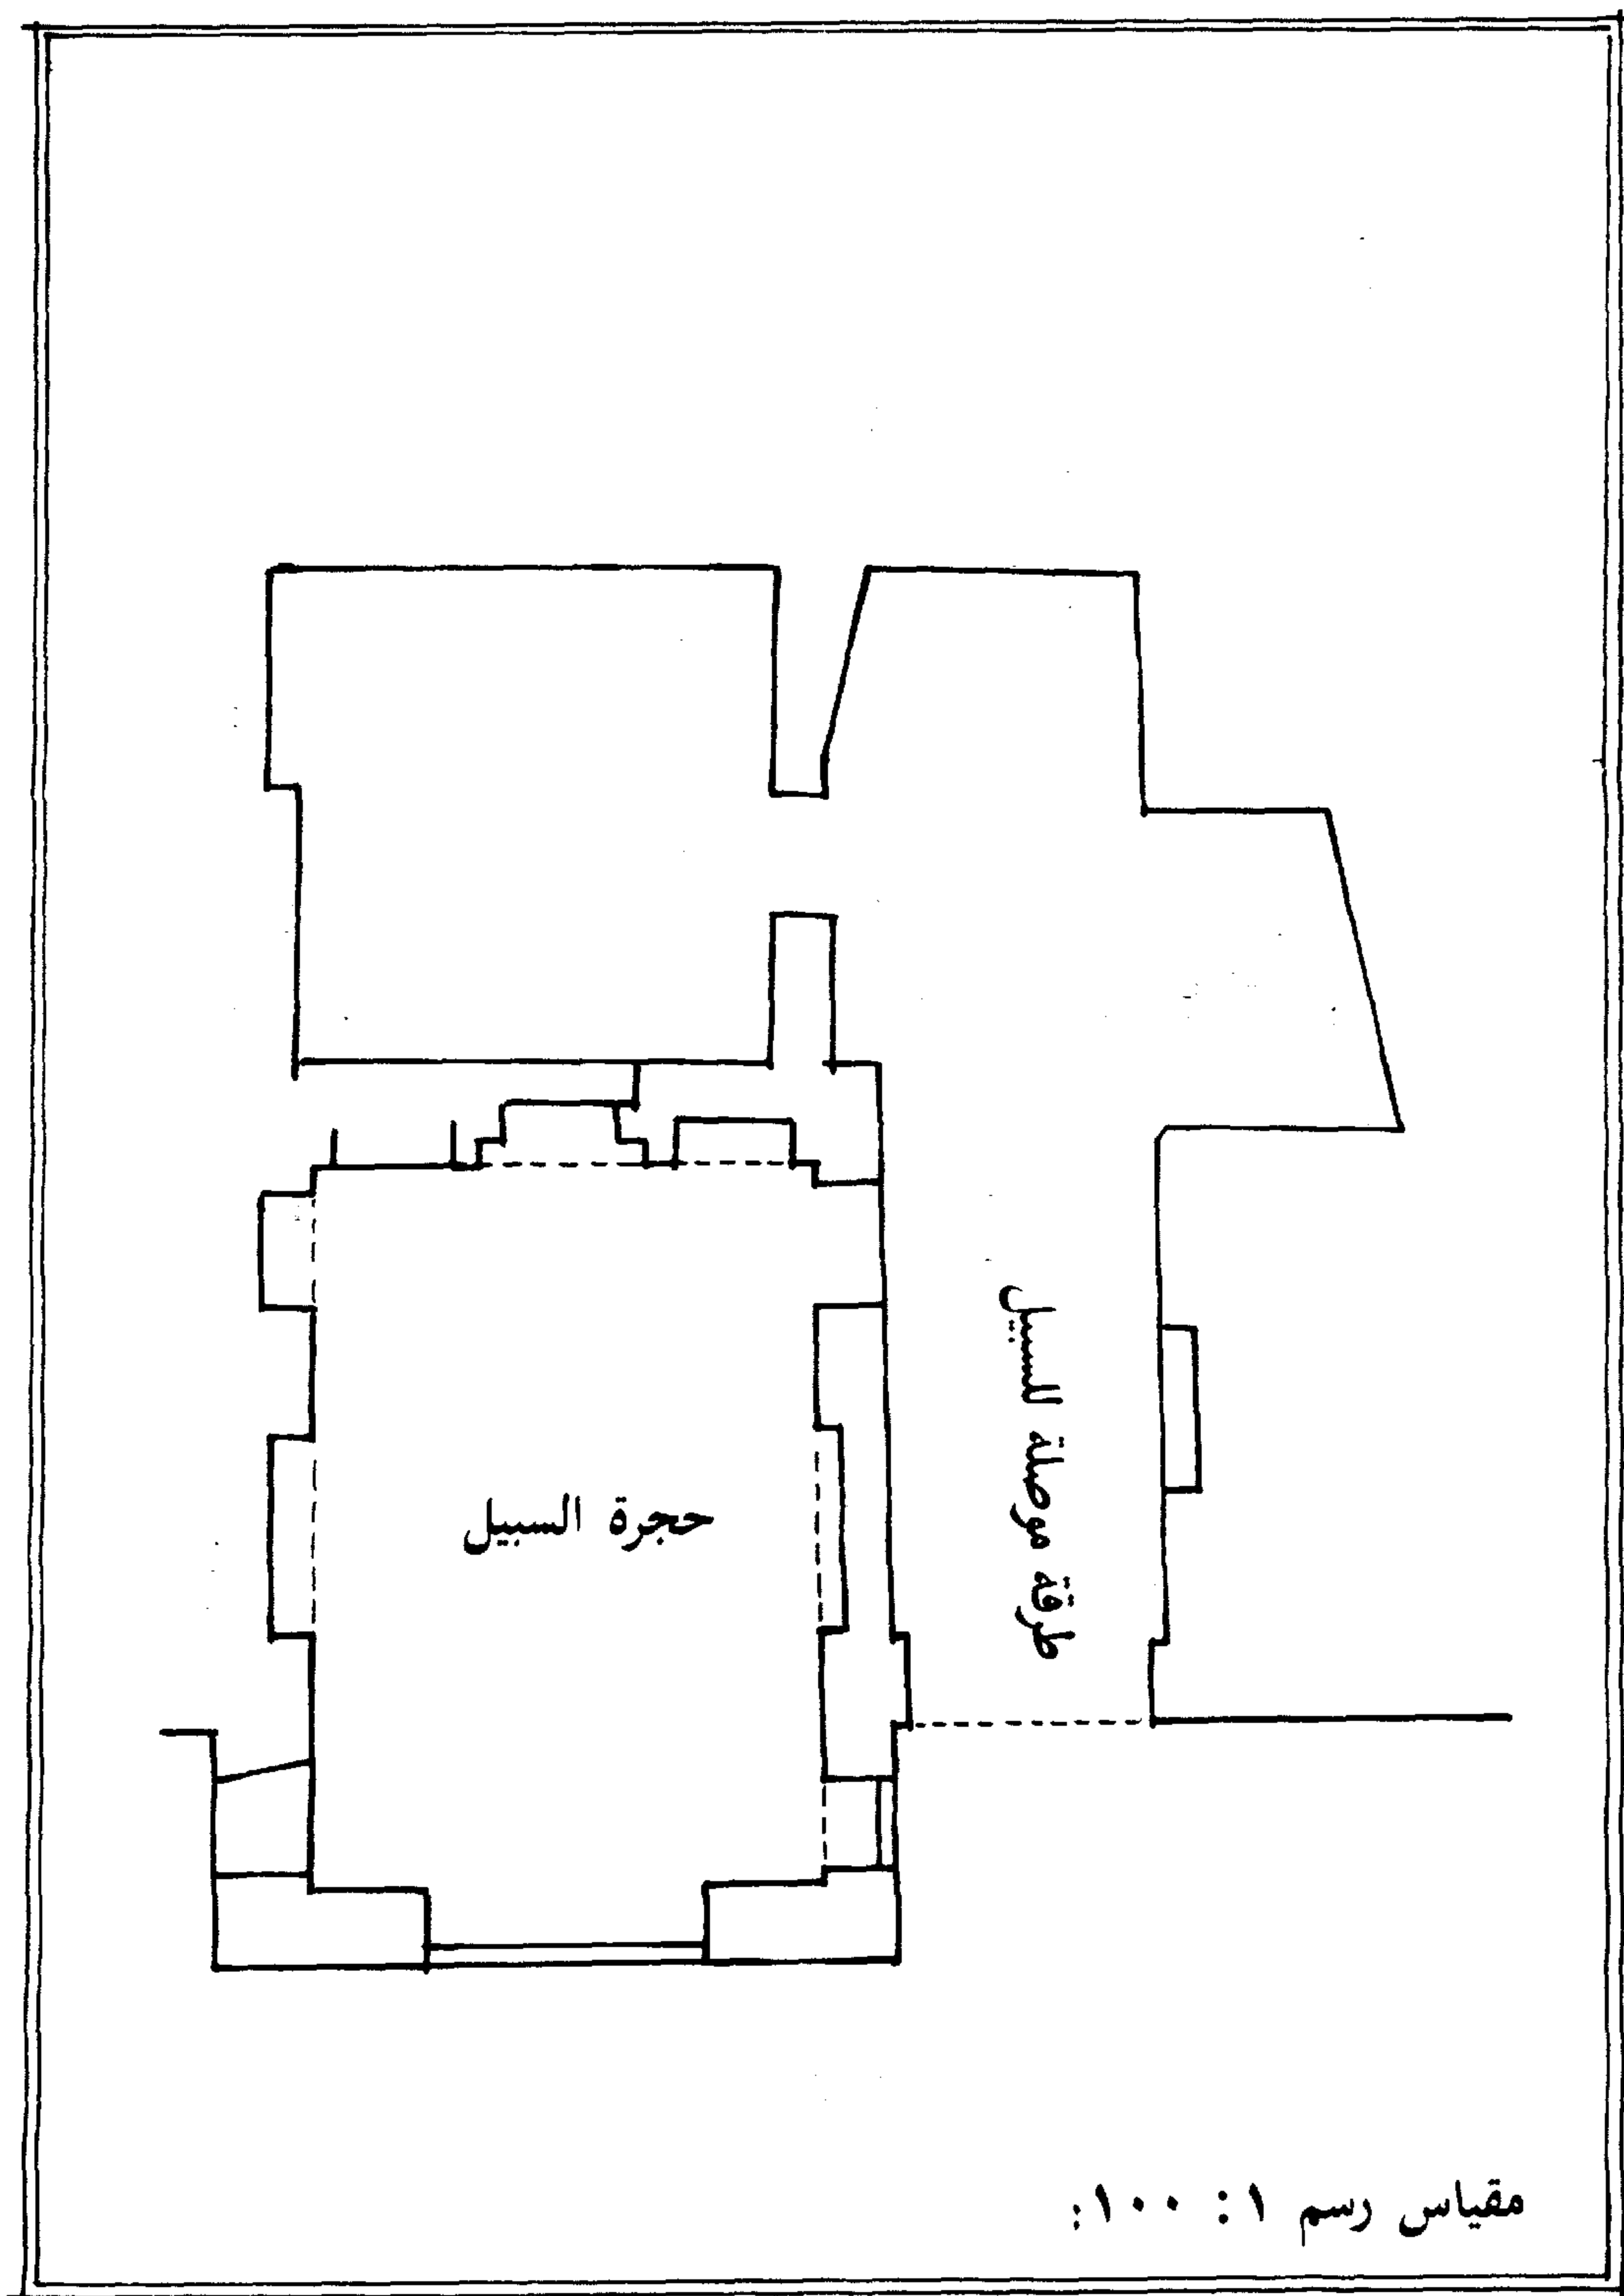 حجرة السبيل
طرقة موصلة للسبيل
مقياس رسم ١ : ١٠٠: